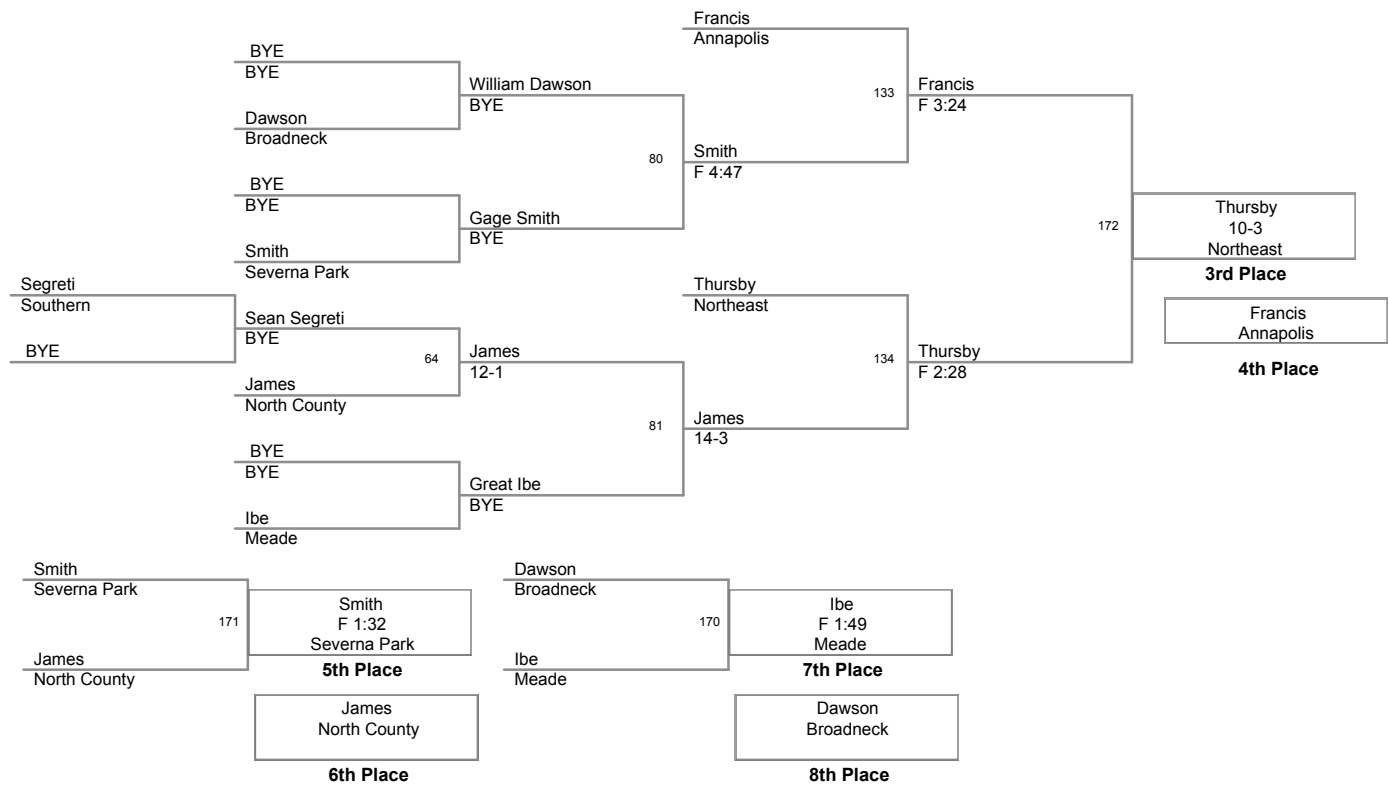 Francis
Annapolis
BYE
BYE
William Dawson
BYE
133
Francis
F 3:24
Dawson
Broadneck
80
Smith
F 4:47
BYE
BYE
Gage Smith
BYE
172
Thursby
10-3
Northeast
3rd Place
Smith
Severna Park
Segreti
Southern
Thursby
Northeast
Francis
Annapolis
4th Place
Sean Segreti
BYE
BYE
64
James
12-1
134
Thursby
F 2:28
James
North County
81
James
14-3
BYE
BYE
Great Ibe
BYE
Ibe
Meade
Smith
Severna Park
171
Smith
F 1:32
Severna Park
5th Place
James
North County
James
North County
6th Place
Dawson
Broadneck
170
Ibe
F 1:49
Meade
7th Place
Ibe
Meade
Dawson
Broadneck
8th Place